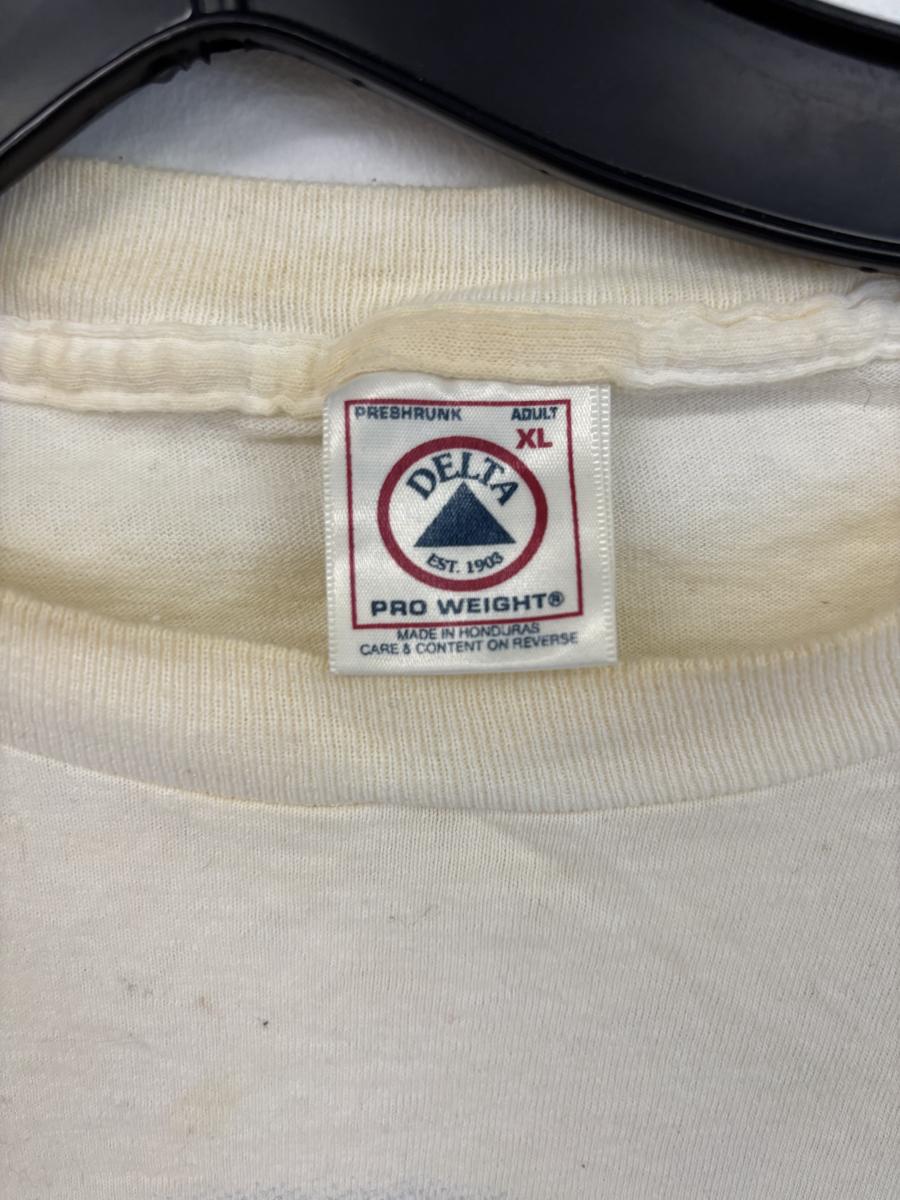 PRESHRUNK ADULT
XL
DELTA
EST. 1903
PRO WEIGHT®
MADE IN HONDURAS
CARE & CONTENT ON REVERSE